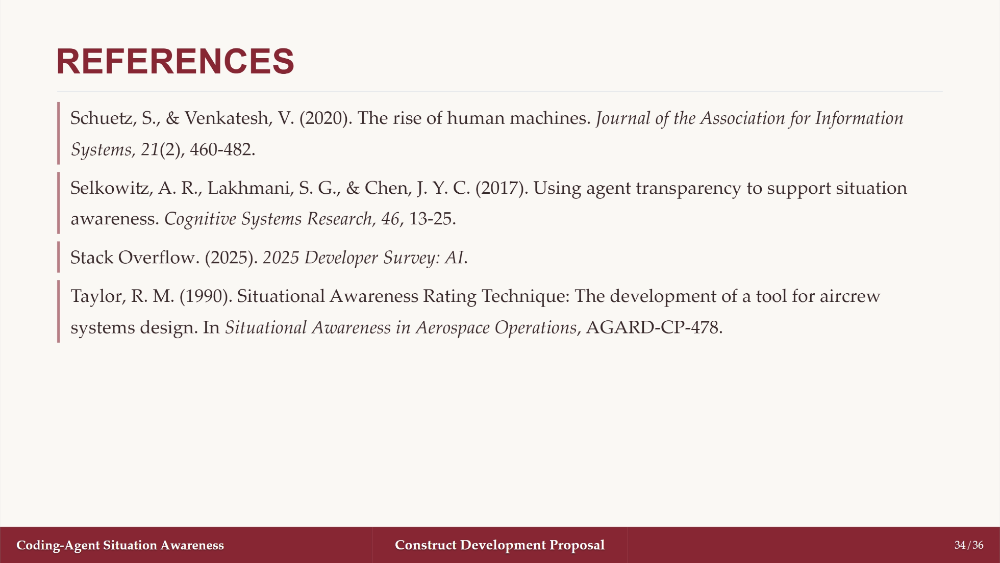 REFERENCES
Schuetz, S., & Venkatesh, V. (2020). The rise of human machines. Journal of the Association for Information
Systems, 21(2), 460-482.
Selkowitz, A. R., Lakhmani, S. G., & Chen, J. Y. C. (2017). Using agent transparency to support situation
awareness. Cognitive Systems Research, 46, 13-25.
Stack Overflow. (2025). 2025 Developer Survey: AI.
Taylor, R. M. (1990). Situational Awareness Rating Technique: The development of a tool for aircrew
systems design. In Situational Awareness in Aerospace Operations, AGARD-CP-478.
Coding-Agent Situation Awareness
Construct Development Proposal
34/36